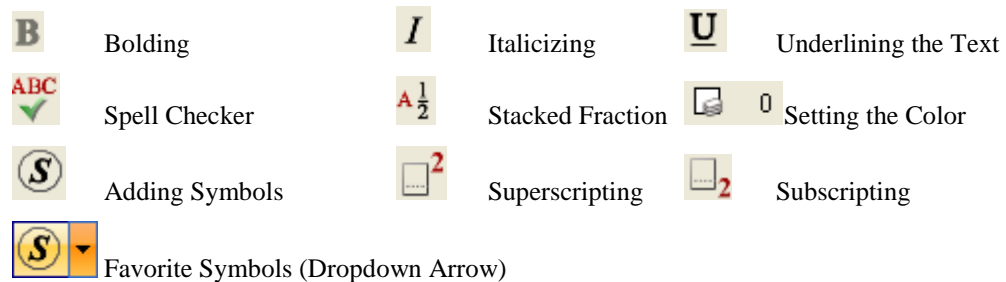 B Bolding I Italicizing U Underlining the Text
ABC Spell Checker A 1/2 Stacked Fraction 0 Setting the Color
S Adding Symbols 2 Superscripting 2 Subscripting
S Favorite Symbols (Dropdown Arrow)